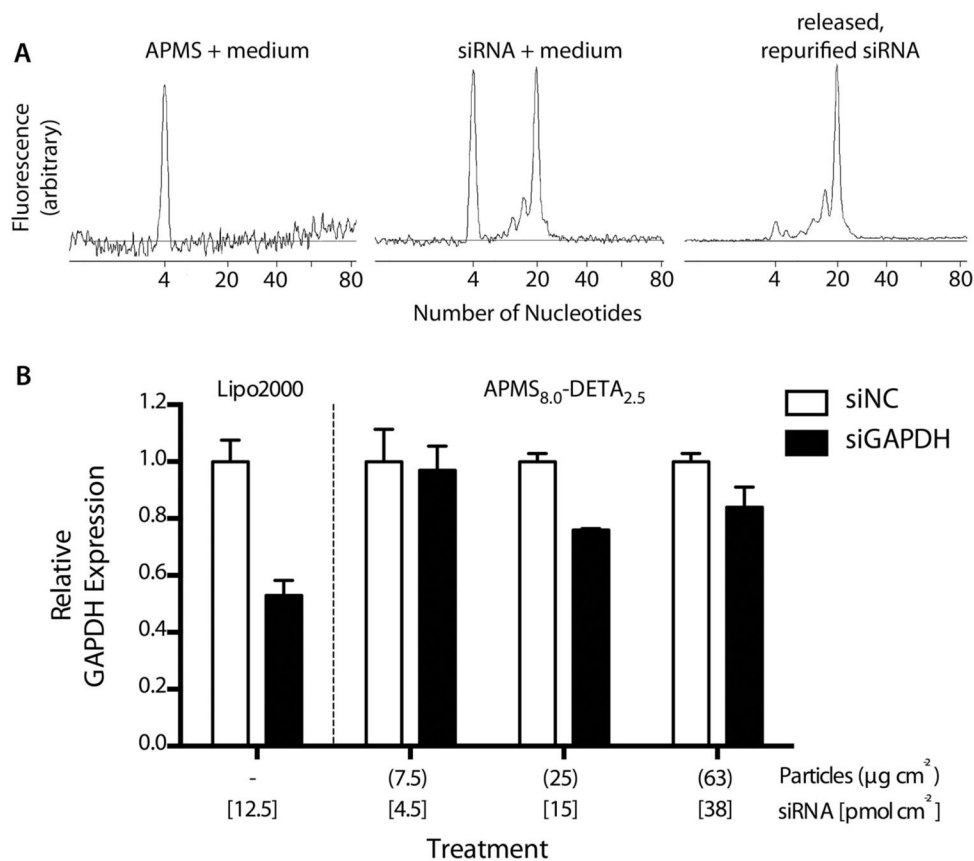 A
APMS + medium
siRNA + medium
released,
repurified siRNA
Fluorescence
(arbitrary)
4 20 40 80
4 20 40 80
4 20 40 80
Number of Nucleotides
B
Lipo2000
APMS8.0-DETA2.5
siNC
siGAPDH
Relative
GAPDH Expression
1.2
1.0
0.8
0.6
0.4
0.2
0.0
- (7.5) (25) (63) Particles (µg cm⁻²)
[12.5] [4.5] [15] [38] siRNA [pmol cm⁻²]
Treatment